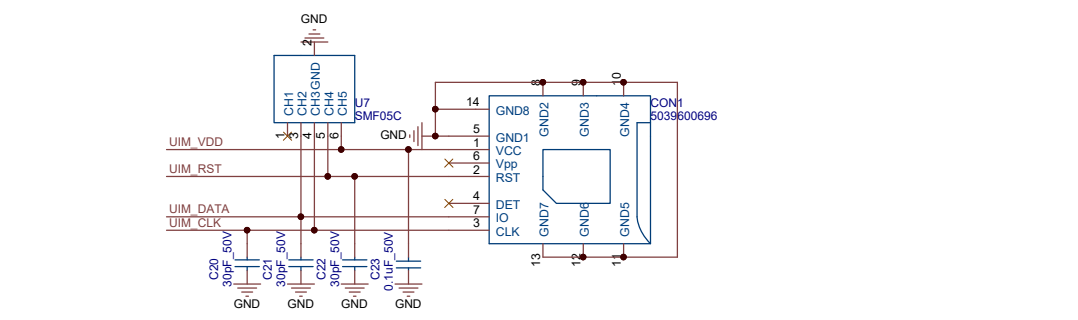 GND
2
GND
CH1
CH2
CH3
CH4
CH5
U7
SMF05C
1
3
4
5
6
8
9
10
GND2
GND3
GND4
CON1
5039600696
14
GND8
GND
5
GND1
UIM_VDD
1
VCC
6
Vpp
UIM_RST
2
RST
4
DET
UIM_DATA
7
IO
UIM_CLK
3
CLK
GND7
GND6
GND5
13
12
11
C20
30pF_50V
C21
30pF_50V
C22
30pF_50V
C23
0.1uF_50V
GND
GND
GND
GND